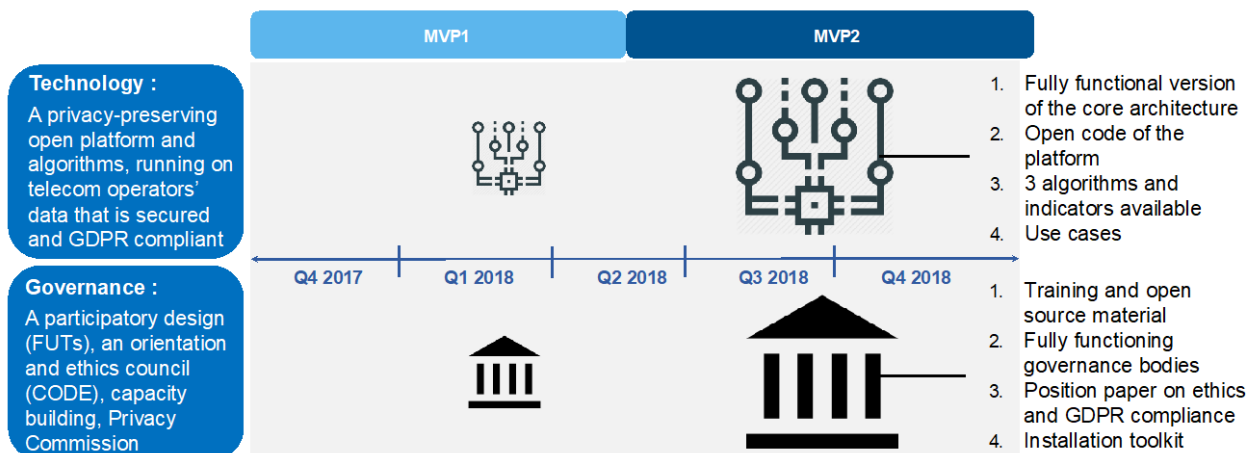 MVP1
MVP2
Technology :
A privacy-preserving
open platform and
algorithms, running on
telecom operators'
data that is secured
and GDPR compliant
1. Fully functional version
of the core architecture
2. Open code of the
platform
3. 3 algorithms and
indicators available
4. Use cases
Q4 2017
Q1 2018
Q2 2018
Q3 2018
Q4 2018
Governance :
A participatory design
(FUTs), an orientation
and ethics council
(CODE), capacity
building, Privacy
Commission
1. Training and open
source material
2. Fully functioning
governance bodies
3. Position paper on ethics
and GDPR compliance
4. Installation toolkit